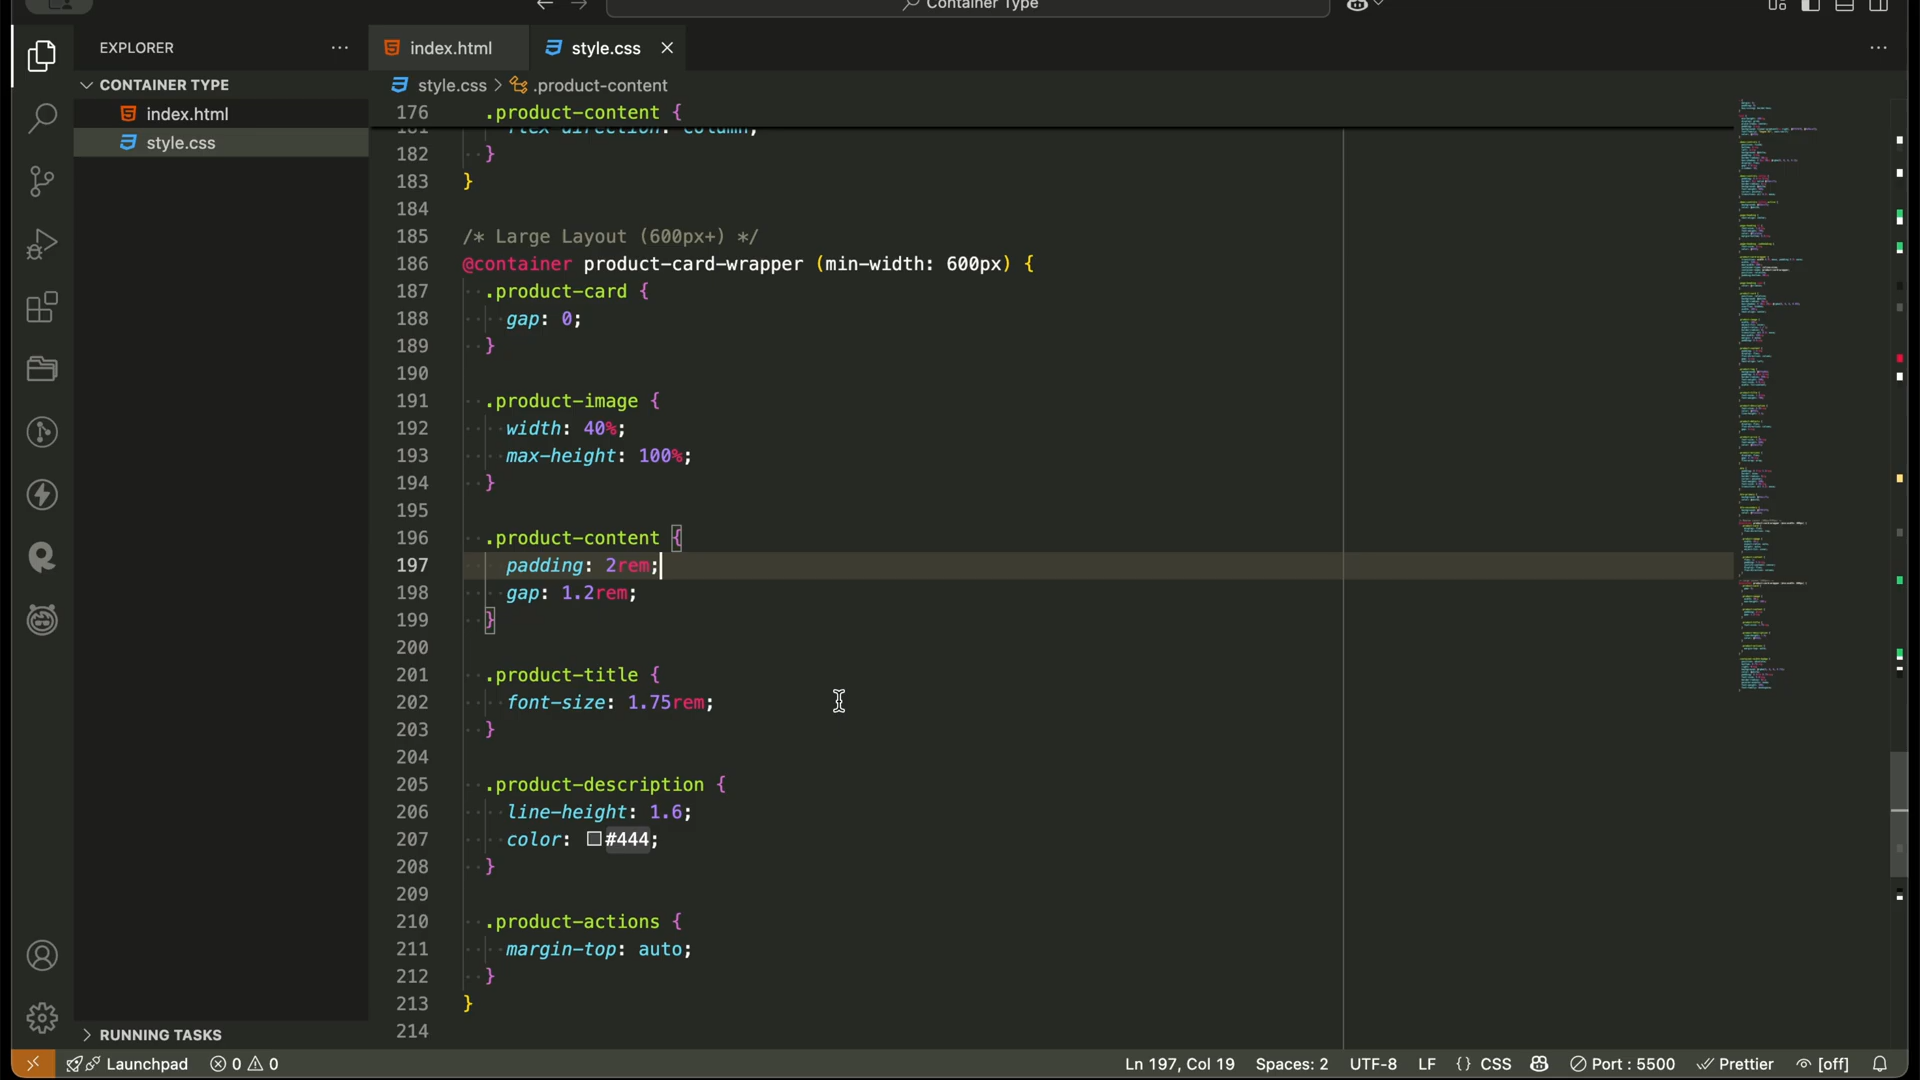 Container Type
EXPLORER
index.html
style.css
CONTAINER TYPE
index.html
style.css
style.css > .product-content
176 .product-content {
181 flex-direction: column;
182 }
183 }
184
185 /* Large Layout (600px+) */
186 @container product-card-wrapper (min-width: 600px) {
187 .product-card {
188 gap: 0;
189 }
190
191 .product-image {
192 width: 40%;
193 max-height: 100%;
194 }
195
196 .product-content {
197 padding: 2rem;
198 gap: 1.2rem;
199 }
200
201 .product-title {
202 font-size: 1.75rem;
203 }
204
205 .product-description {
206 line-height: 1.6;
207 color: #444;
208 }
209
210 .product-actions {
211 margin-top: auto;
212 }
213 }
214
RUNNING TASKS
Launchpad 0 0 Ln 197, Col 19 Spaces: 2 UTF-8 LF {} CSS Port : 5500 Prettier [off]